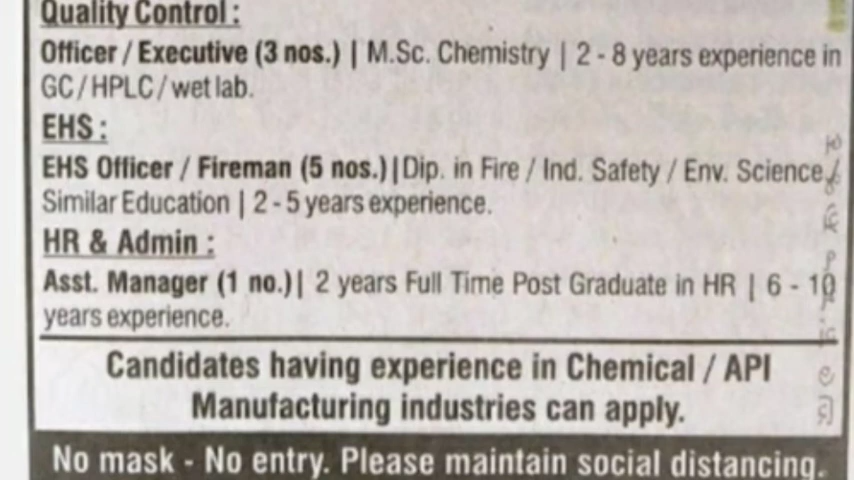 Quality Control :
Officer / Executive (3 nos.) | M.Sc. Chemistry | 2 - 8 years experience in
GC / HPLC / wet lab.
EHS :
EHS Officer / Fireman (5 nos.) | Dip. in Fire / Ind. Safety / Env. Science /
Similar Education | 2 - 5 years experience.
HR & Admin :
Asst. Manager (1 no.) | 2 years Full Time Post Graduate in HR | 6 - 10
years experience.
Candidates having experience in Chemical / API
Manufacturing industries can apply.
No mask - No entry. Please maintain social distancing.